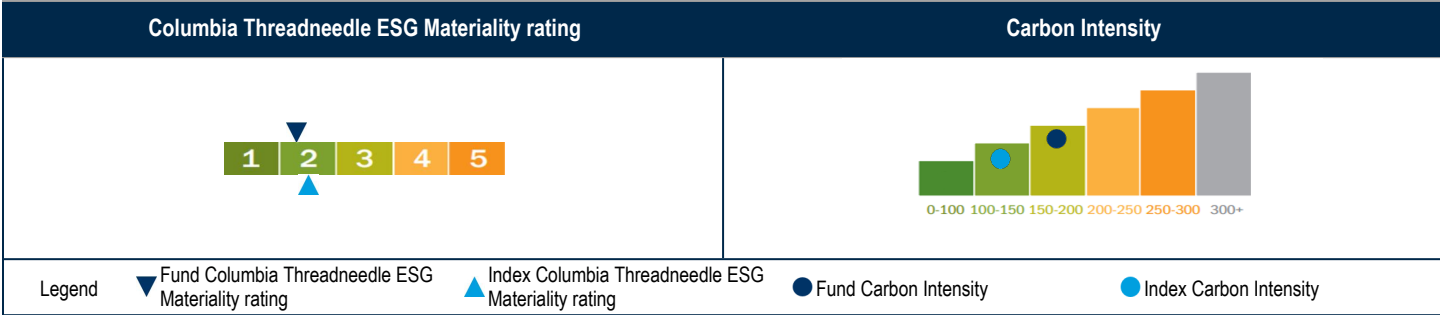 Columbia Threadneedle ESG Materiality rating
Carbon Intensity
1 2 3 4 5
0-100 100-150 150-200 200-250 250-300 300+
Legend
Fund Columbia Threadneedle ESG
Materiality rating
Index Columbia Threadneedle ESG
Materiality rating
Fund Carbon Intensity
Index Carbon Intensity